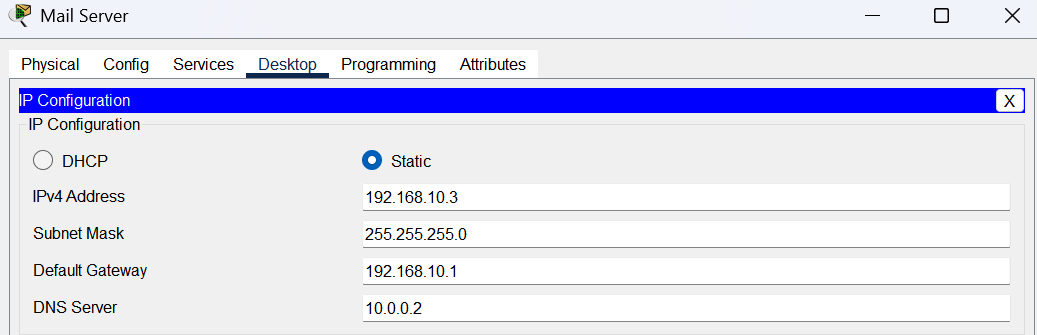 Mail Server
Physical Config Services Desktop Programming Attributes
IP Configuration X
IP Configuration
DHCP Static
IPv4 Address 192.168.10.3
Subnet Mask 255.255.255.0
Default Gateway 192.168.10.1
DNS Server 10.0.0.2